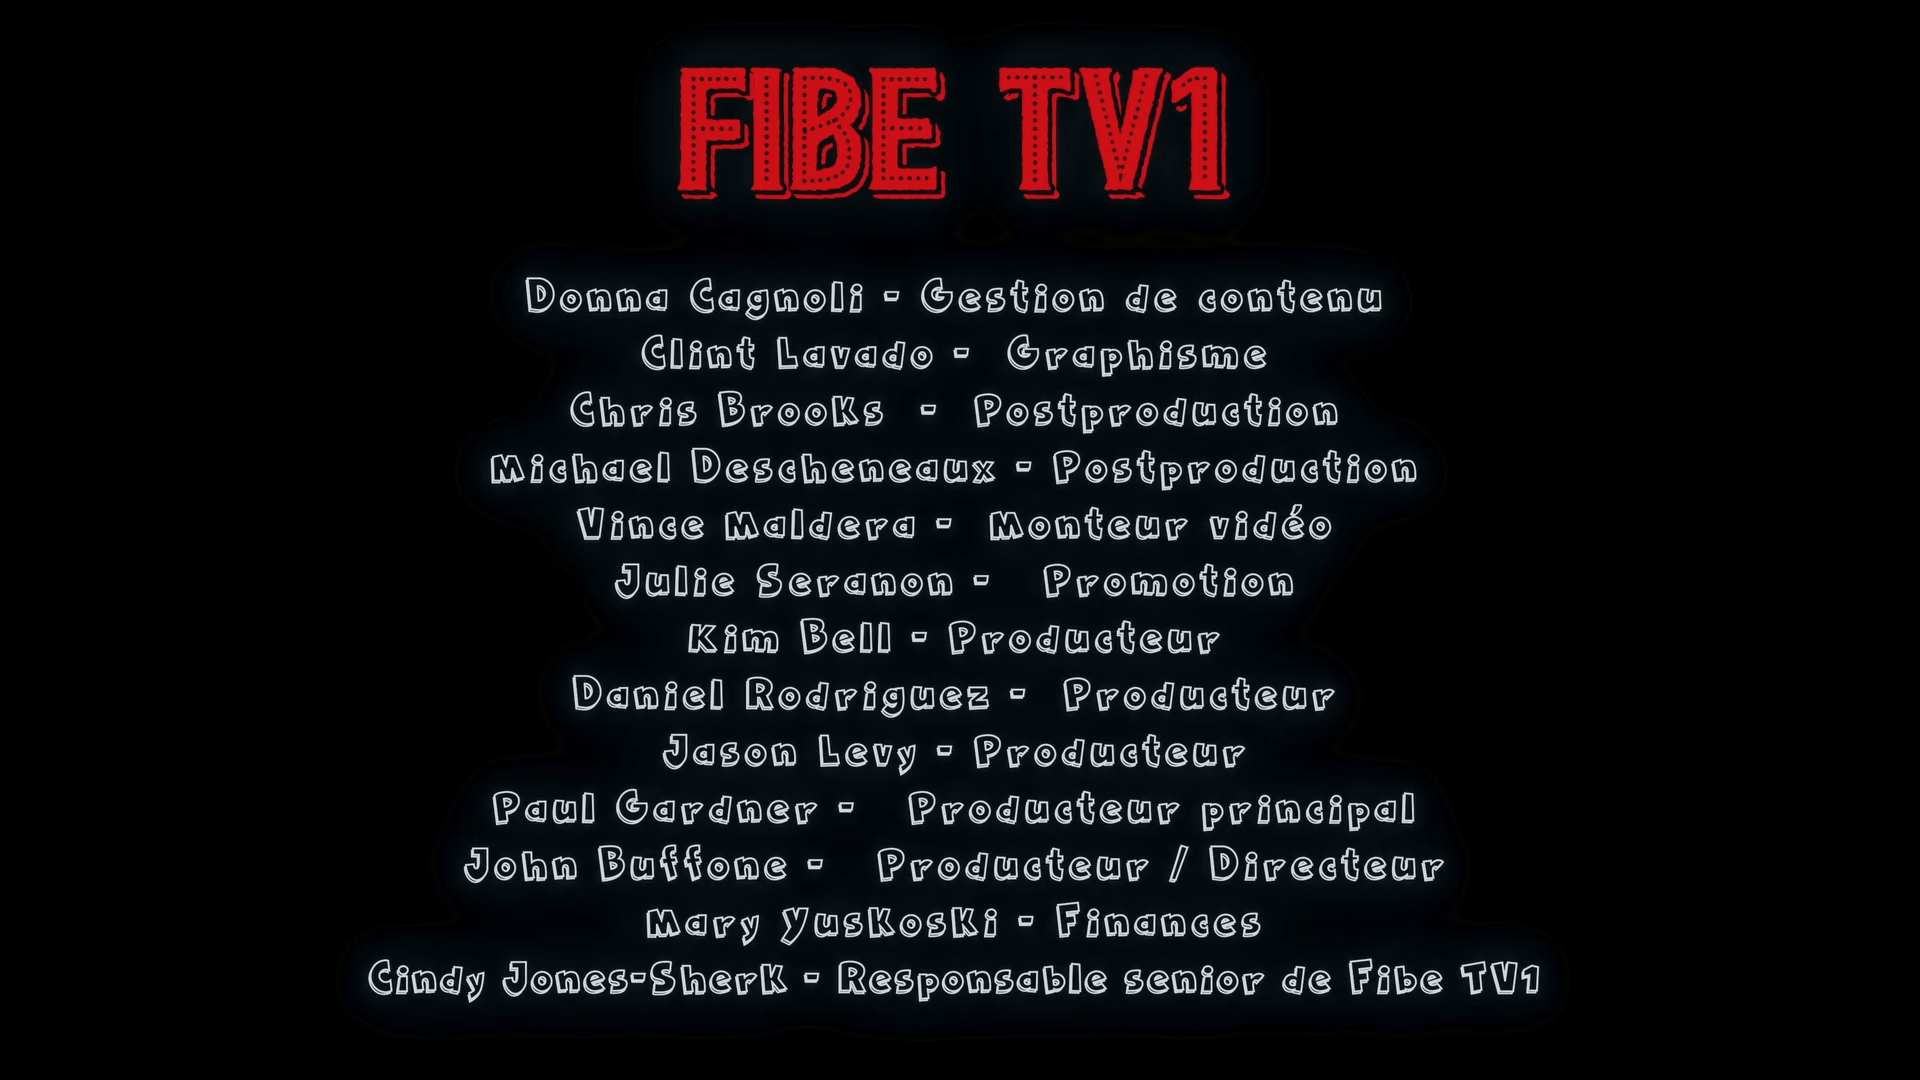 FIBE TV1
Donna Cagnoli - Gestion de contenu
Clint Lavado - Graphisme
Chris Brooks - Postproduction
Michael Descheneaux - Postproduction
Vince Maldera - Monteur vidéo
Julie Seranon - Promotion
Kim Bell - Producteur
Daniel Rodriguez - Producteur
Jason Levy - Producteur
Paul Gardner - Producteur principal
John Buffone - Producteur / Directeur
Mary Yuskoski - Finances
Cindy Jones-Sherk - Responsable senior de Fibe TV1